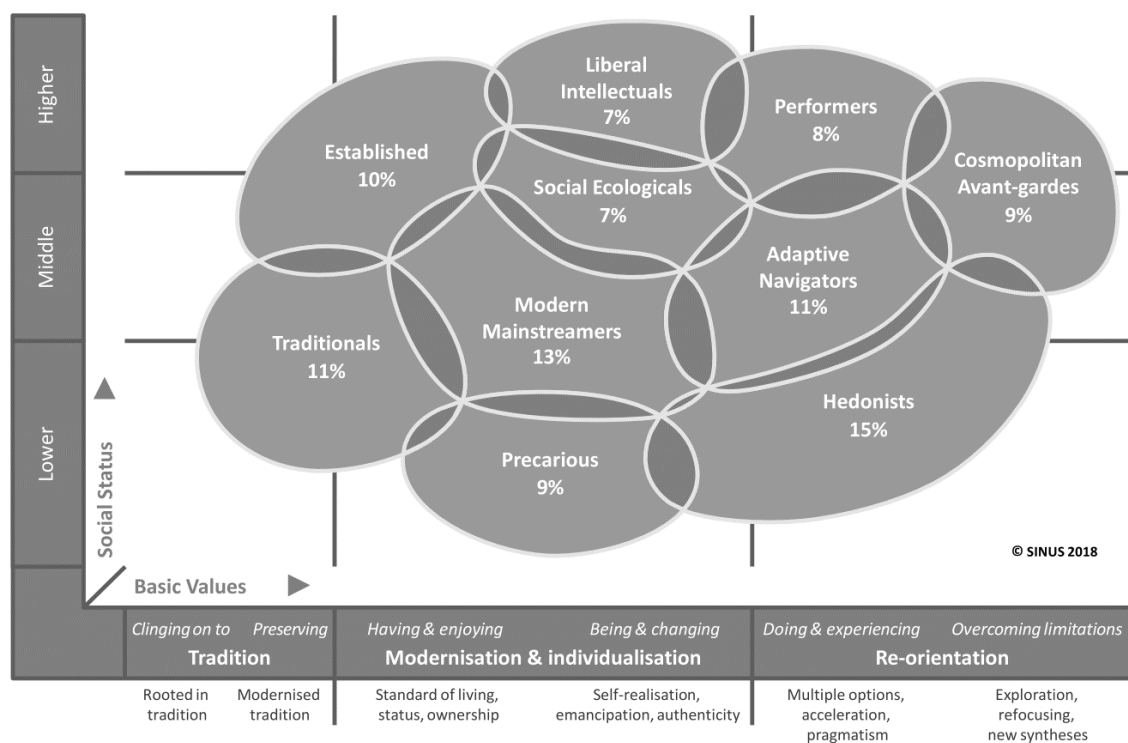 Higher
Middle
Lower
Social Status
Basic Values
Liberal
Intellectuals
7%
Performers
8%
Established
10%
Cosmopolitan
Avant-gardes
9%
Social Ecologicals
7%
Adaptive
Navigators
11%
Modern
Mainstreamers
13%
Traditionals
11%
Hedonists
15%
Precarious
9%
© SINUS 2018
Clinging on to
Preserving
Tradition
Having & enjoying
Being & changing
Modernisation & individualisation
Doing & experiencing
Overcoming limitations
Re-orientation
Rooted in
tradition
Modernised
tradition
Standard of living,
status, ownership
Self-realisation,
emancipation, authenticity
Multiple options,
acceleration,
pragmatism
Exploration,
refocusing,
new syntheses